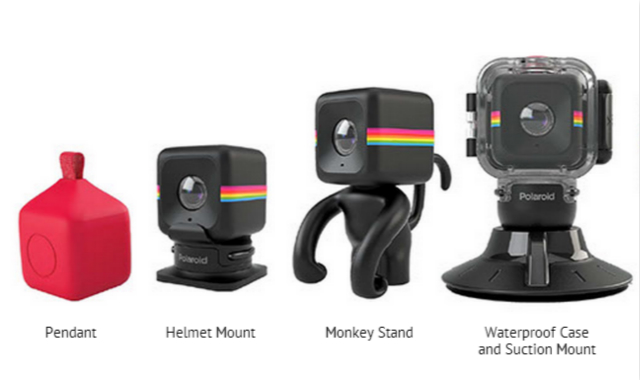 Polaroid
Polaroid
Pendant
Helmet Mount
Monkey Stand
Waterproof Case
and Suction Mount